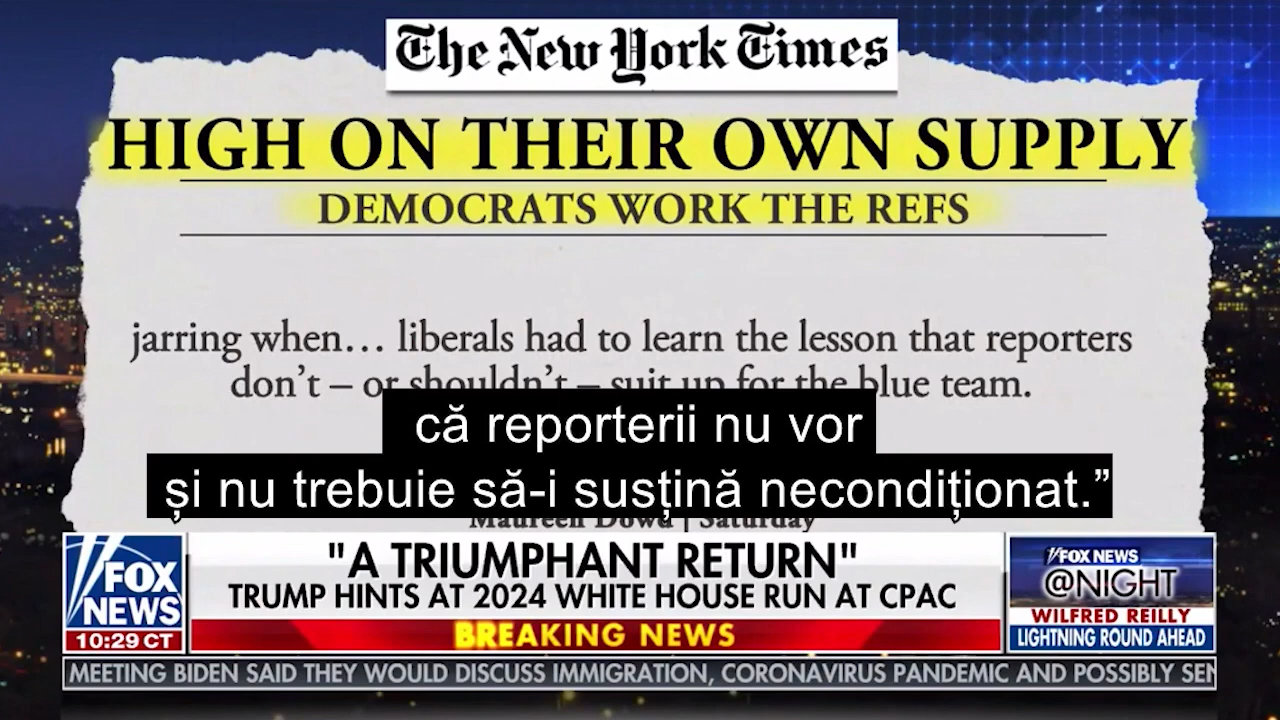 The New York Times
HIGH ON THEIR OWN SUPPLY
DEMOCRATS WORK THE REFS
jarring when... liberals had to learn the lesson that reporters
don't – or shouldn't – suit up for the blue team.
că reporterii nu vor
și nu trebuie să-i susțină necondiționat.”
Maureen Dowd | Saturday
FOX
NEWS
10:29 CT
"A TRIUMPHANT RETURN"
TRUMP HINTS AT 2024 WHITE HOUSE RUN AT CPAC
BREAKING NEWS
FOX NEWS
@NIGHT
WILFRED REILLY
LIGHTNING ROUND AHEAD
MEETING BIDEN SAID THEY WOULD DISCUSS IMMIGRATION, CORONAVIRUS PANDEMIC AND POSSIBLY SEN